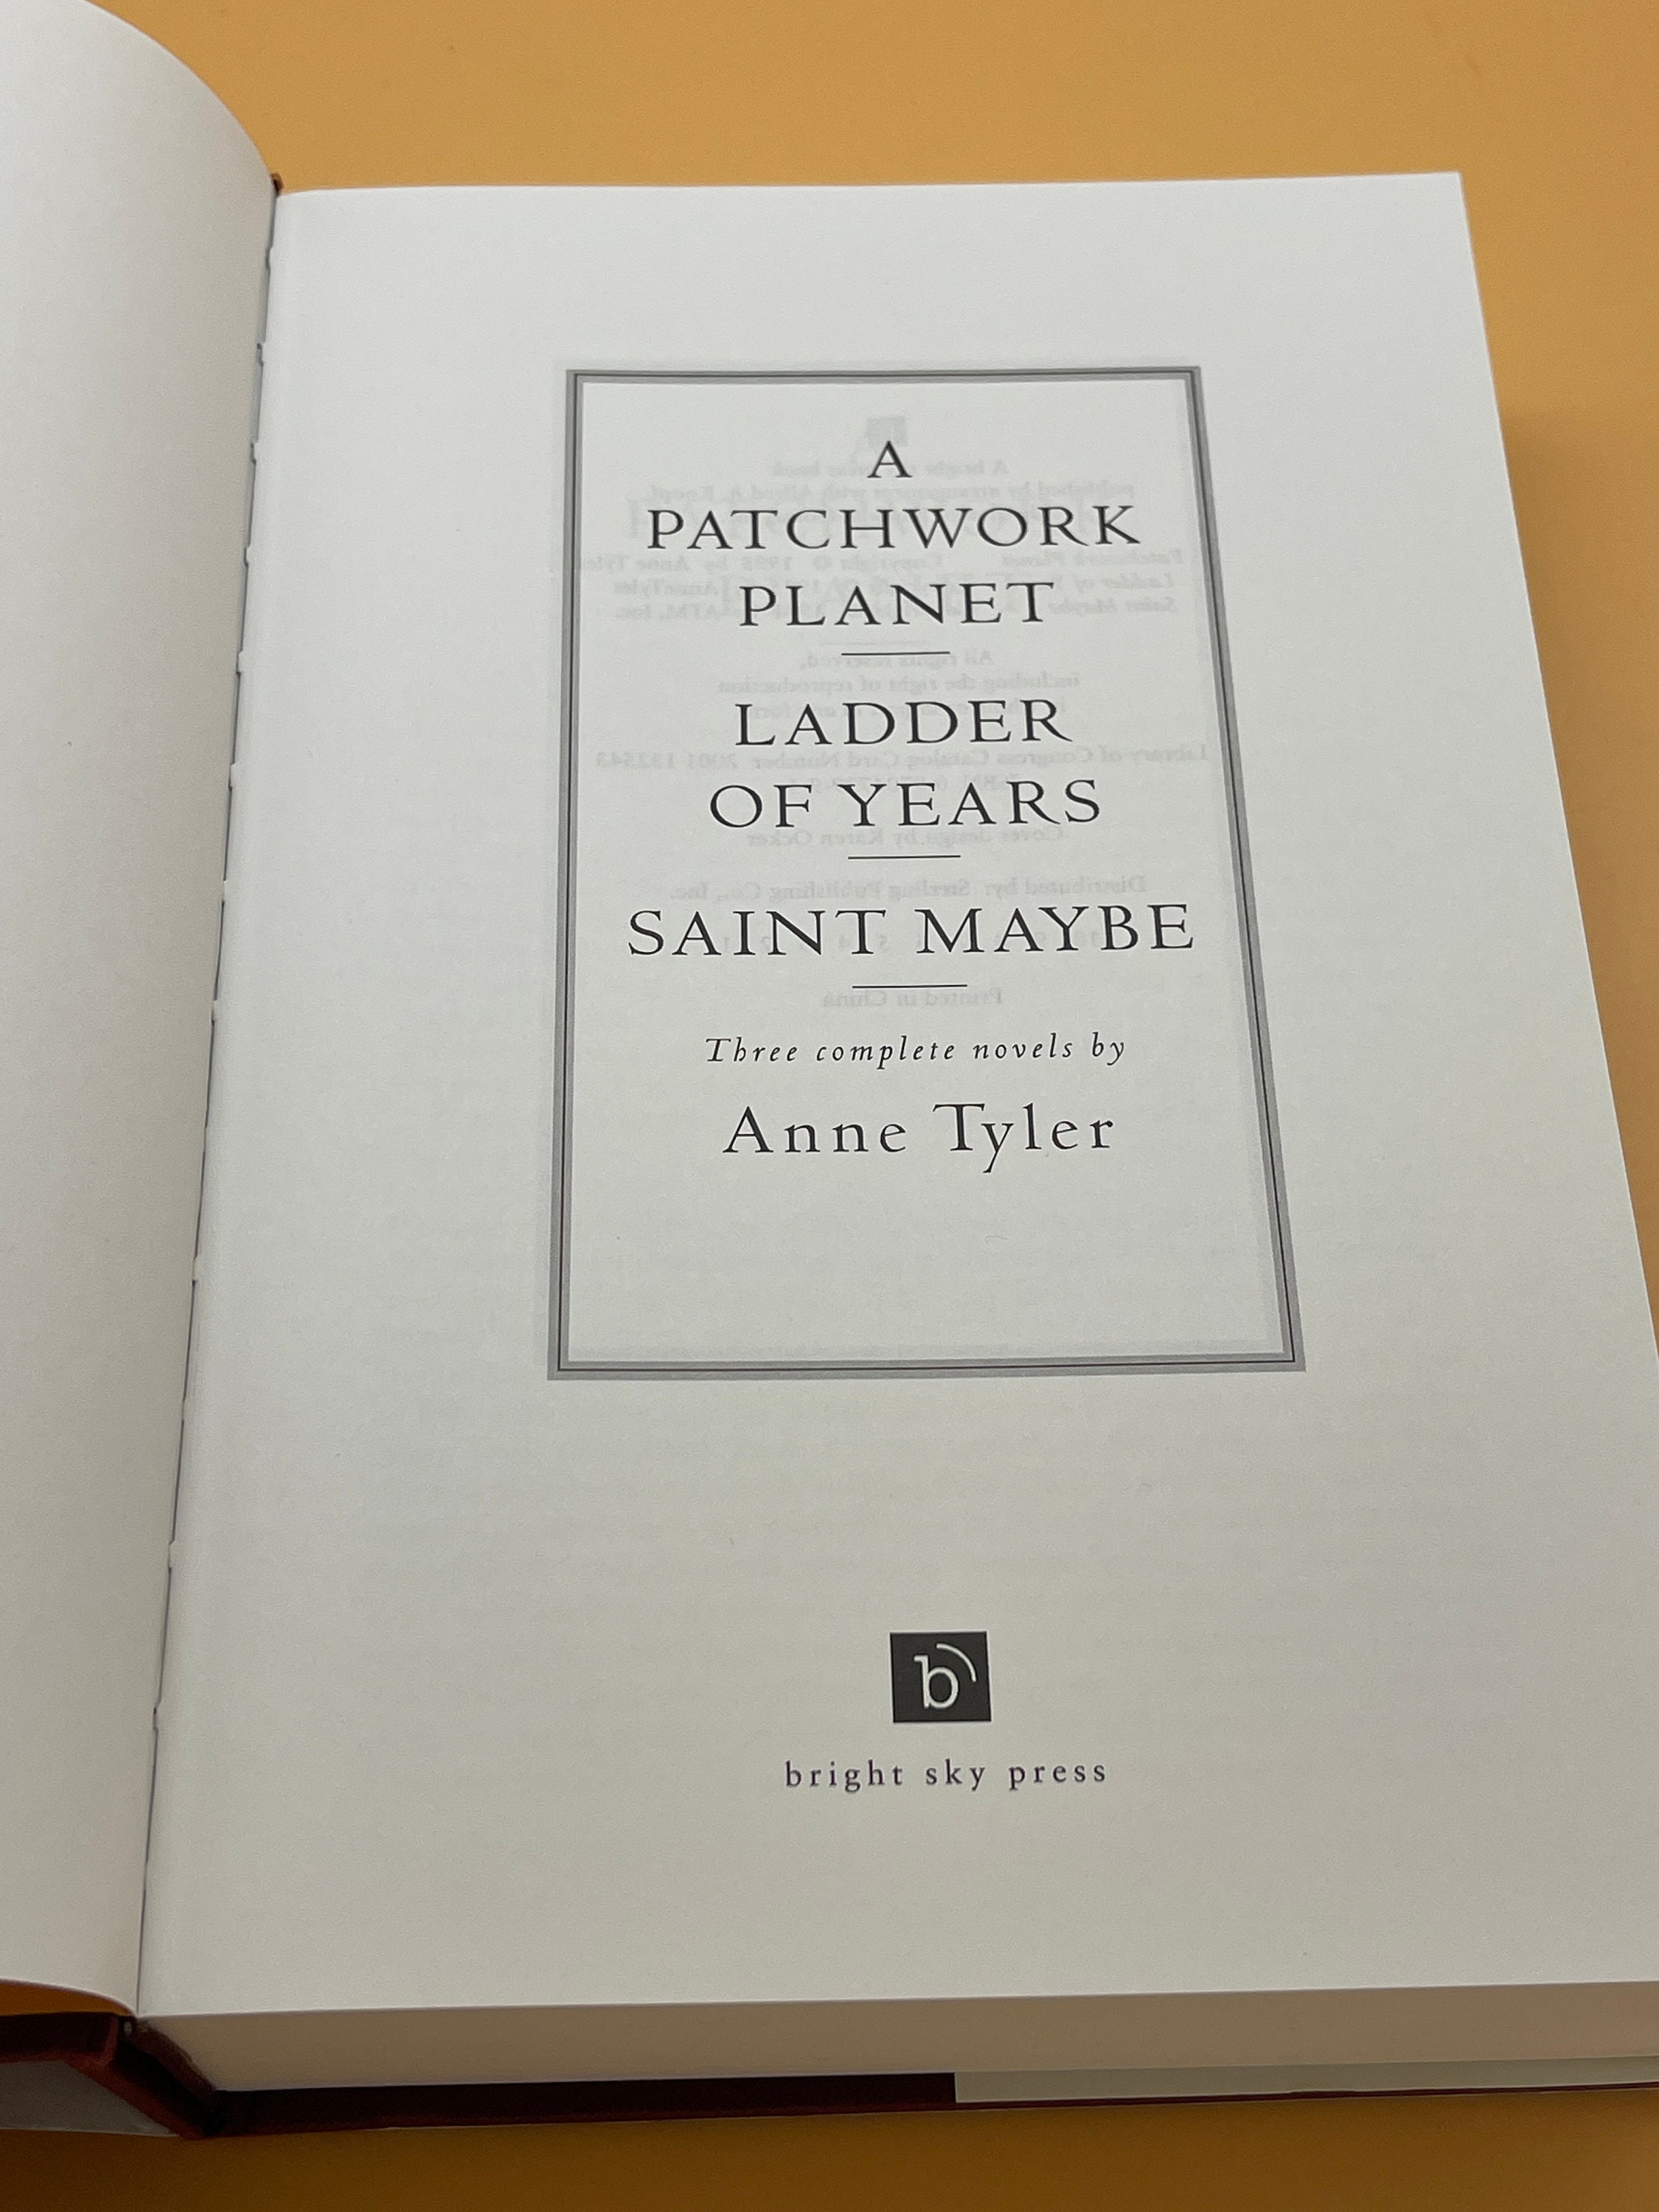 A
PATCHWORK
PLANET
LADDER
OF YEARS
SAINT MAYBE
Three complete novels by
Anne Tyler
b
bright sky press